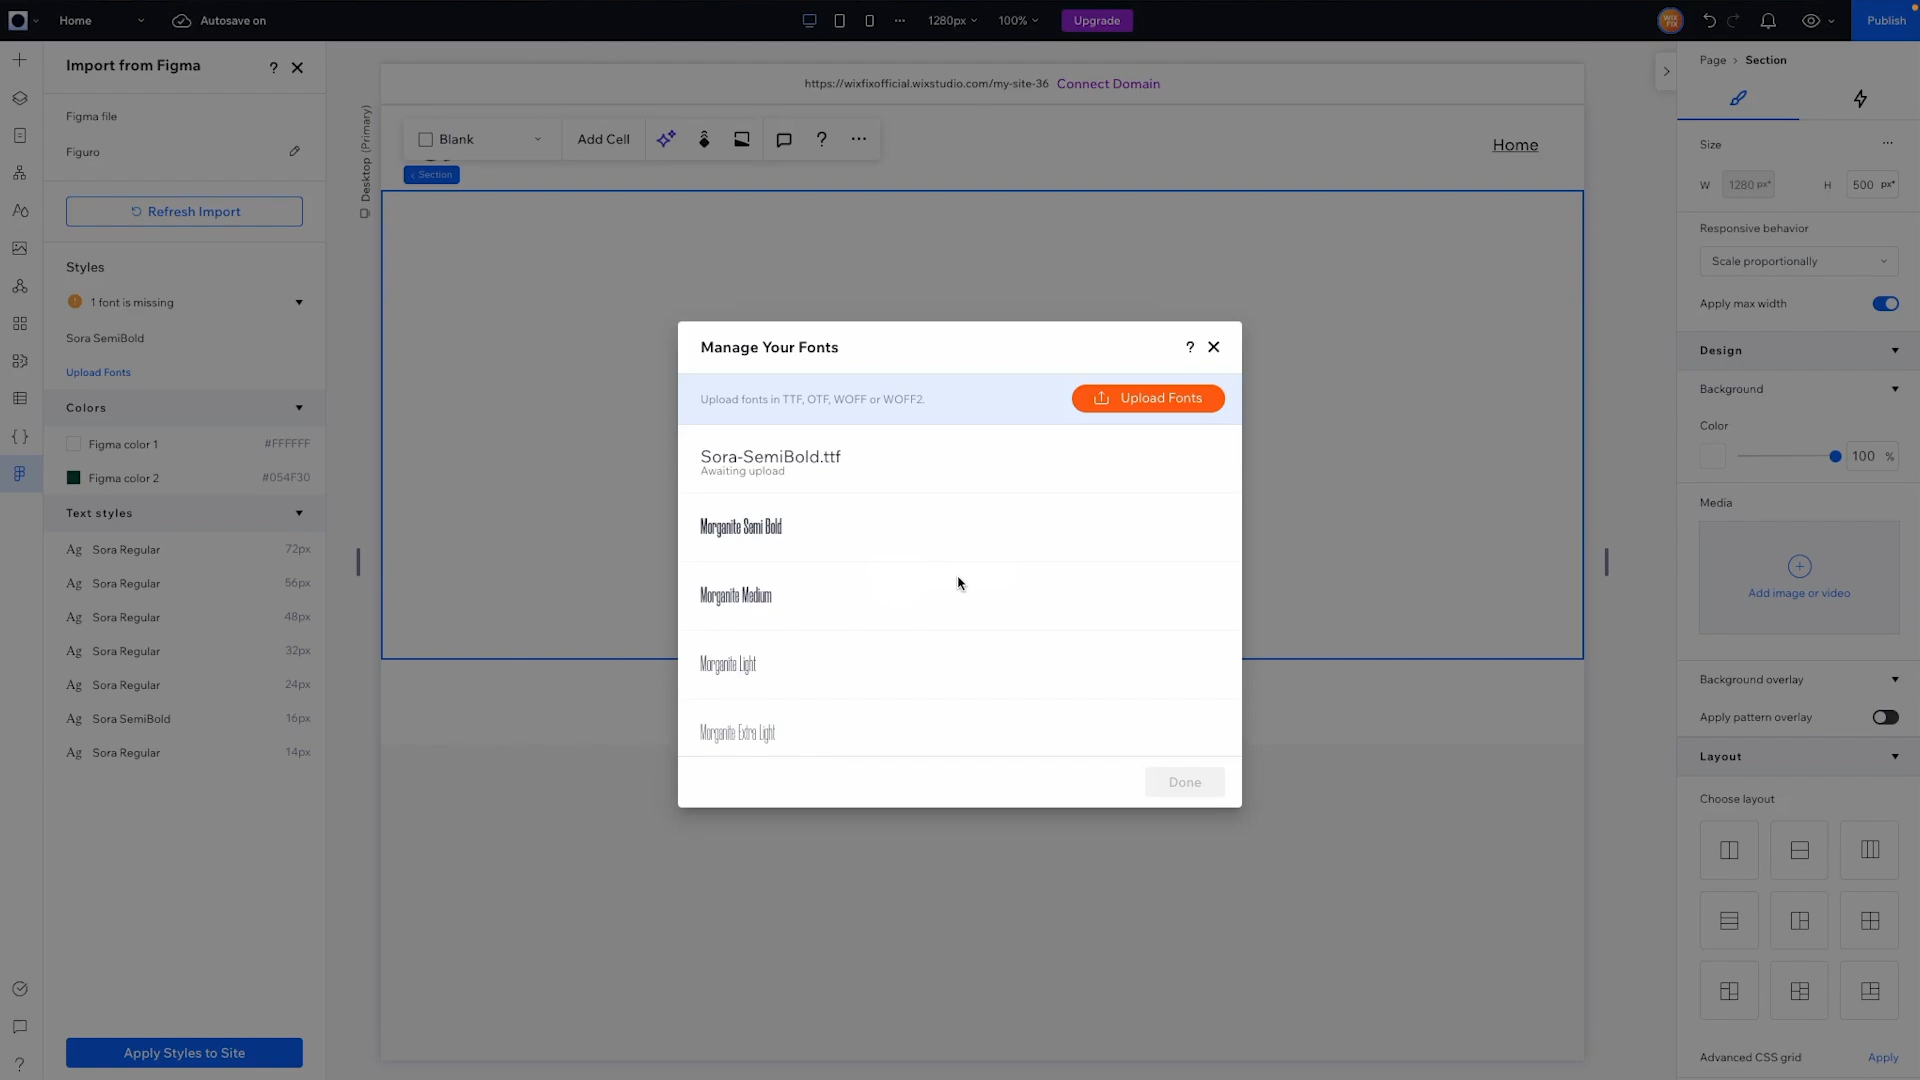 Home
Autosave on
1280px
100%
Upgrade
WIX
FIX
Publish
Import from Figma
?
Figma file
Figuro
Refresh Import
Styles
1 font is missing
Sora SemiBold
Upload Fonts
Colors
Figma color 1 #FFFFFF
Figma color 2 #054F30
Text styles
Ag Sora Regular 72px
Ag Sora Regular 56px
Ag Sora Regular 48px
Ag Sora Regular 32px
Ag Sora Regular 24px
Ag Sora SemiBold 16px
Ag Sora Regular 14px
Apply Styles to Site
Desktop (Primary)
https://wixfixofficial.wixstudio.com/my-site-36 Connect Domain
Blank
Add Cell
?
Section
Home
Manage Your Fonts
?
Upload fonts in TTF, OTF, WOFF or WOFF2.
Upload Fonts
Sora-SemiBold.ttf
Awaiting upload
Morganite Semi Bold
Morganite Medium
Morganite Light
Morganite Extra Light
Done
Page > Section
Size
W 1280 px* H 500 px*
Responsive behavior
Scale proportionally
Apply max width
Design
Background
Color
100 %
Media
Add image or video
Background overlay
Apply pattern overlay
Layout
Choose layout
Advanced CSS grid Apply